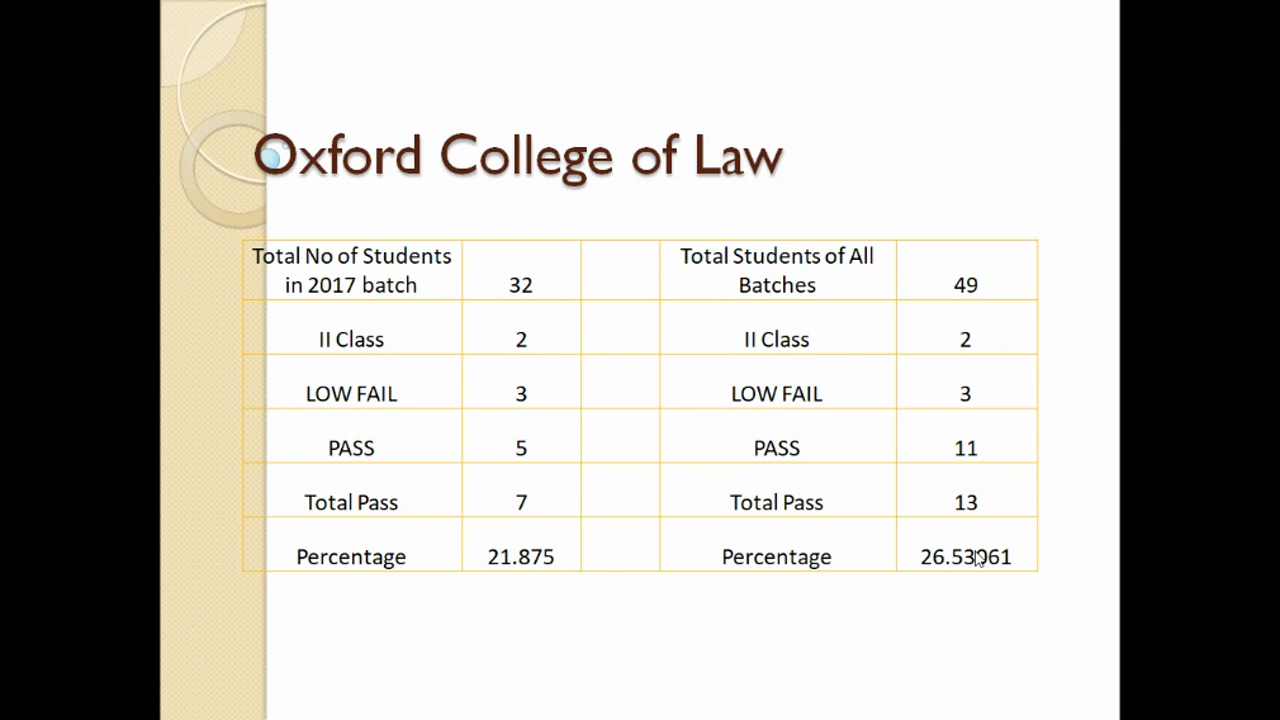 Oxford College of Law
Total No of Students
in 2017 batch
32
Total Students of All
Batches
49
II Class
2
II Class
2
LOW FAIL
3
LOW FAIL
3
PASS
5
PASS
11
Total Pass
7
Total Pass
13
Percentage
21.875
Percentage
26.53061